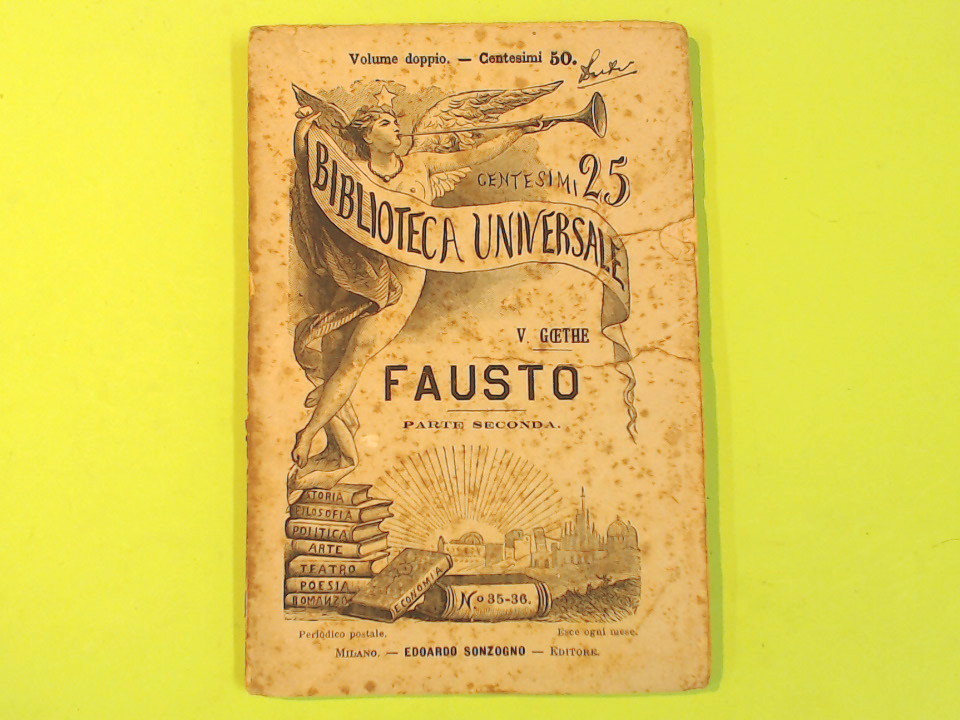 Volume doppio. — Centesimi 50.
CENTESIMI 25
BIBLIOTECA UNIVERSALE
V. GŒTHE
FAUSTO
PARTE SECONDA.
STORIA
FILOSOFIA
POLITICA
ARTE
TEATRO
POESIA
ROMANZO
ECONOMIA
N.o 35-36.
Periodico postale. Esce ogni mese.
MILANO. — EDOARDO SONZOGNO — EDITORE.